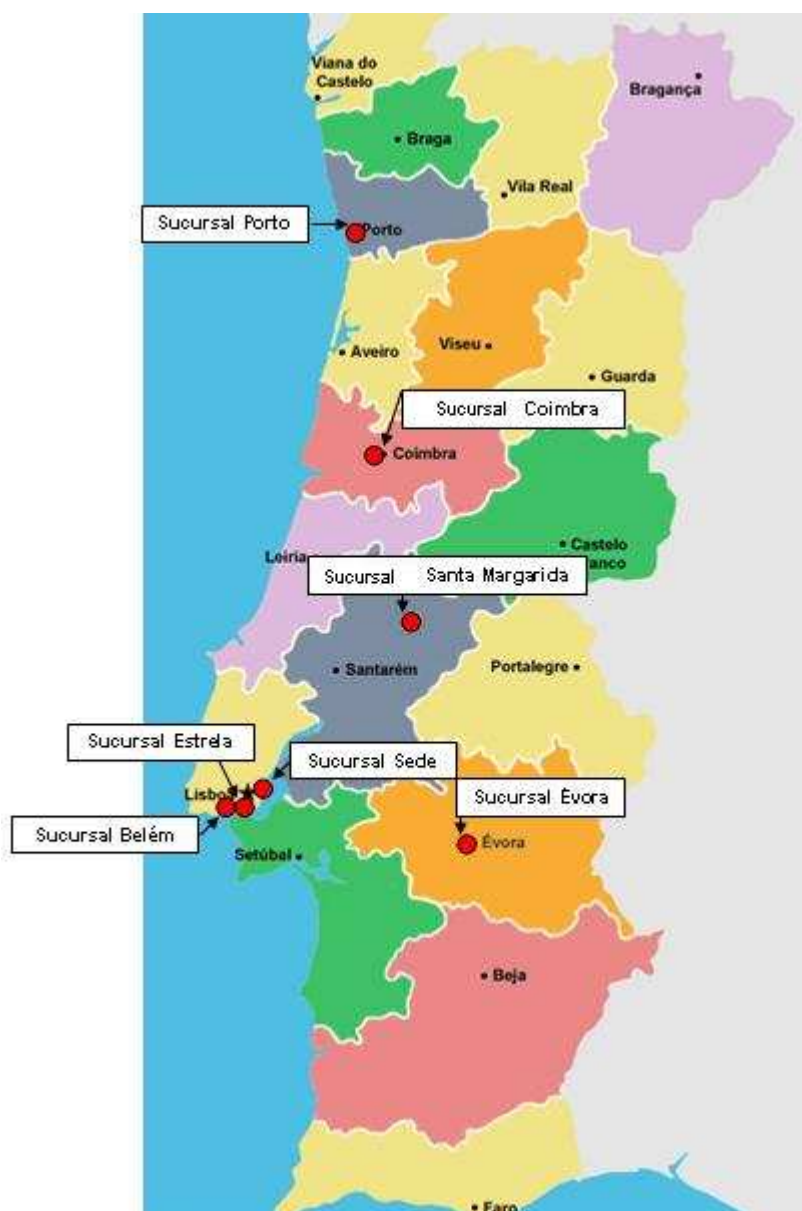 Viana do
Castelo
Bragança
Braga
Vila Real
Sucursal Porto
Porto
Viseu
Aveiro
Guarda
Sucursal Coimbra
Coimbra
Castelo
Leiria
Sucursal Santa Margarida
Santarém
Portalegre
Sucursal Estrela
Sucursal Sede
Sucursal Évora
Sucursal Belém
Évora
Setúbal
Beja
Faro